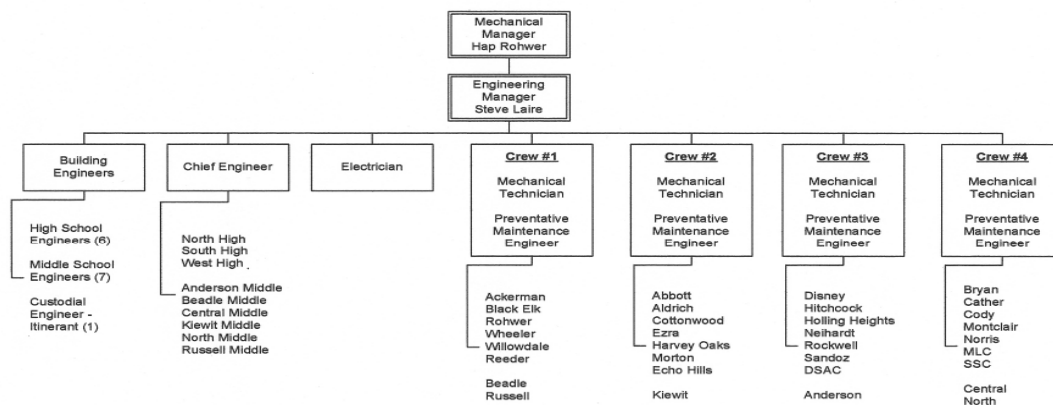 Mechanical
Manager
Hap Rohwer
Engineering
Manager
Steve Laire
Building
Engineers
High School
Engineers (6)
Middle School
Engineers (7)
Custodial
Engineer -
Itinerant (1)
Chief Engineer
North High
South High
West High
Anderson Middle
Beadle Middle
Central Middle
Kiewit Middle
North Middle
Russell Middle
Electrician
Crew #1
Mechanical
Technician
Preventative
Maintenance
Engineer
Ackerman
Black Elk
Rohwer
Wheeler
Willowdale
Reeder
Beadle
Russell
Crew #2
Mechanical
Technician
Preventative
Maintenance
Engineer
Abbott
Aldrich
Cottonwood
Ezra
Harvey Oaks
Morton
Echo Hills
Kiewit
Crew #3
Mechanical
Technician
Preventative
Maintenance
Engineer
Disney
Hitchcock
Holling Heights
Neihardt
Rockwell
Sandoz
DSAC
Anderson
Crew #4
Mechanical
Technician
Preventative
Maintenance
Engineer
Bryan
Cather
Cody
Montclair
Norris
MLC
SSC
Central
North